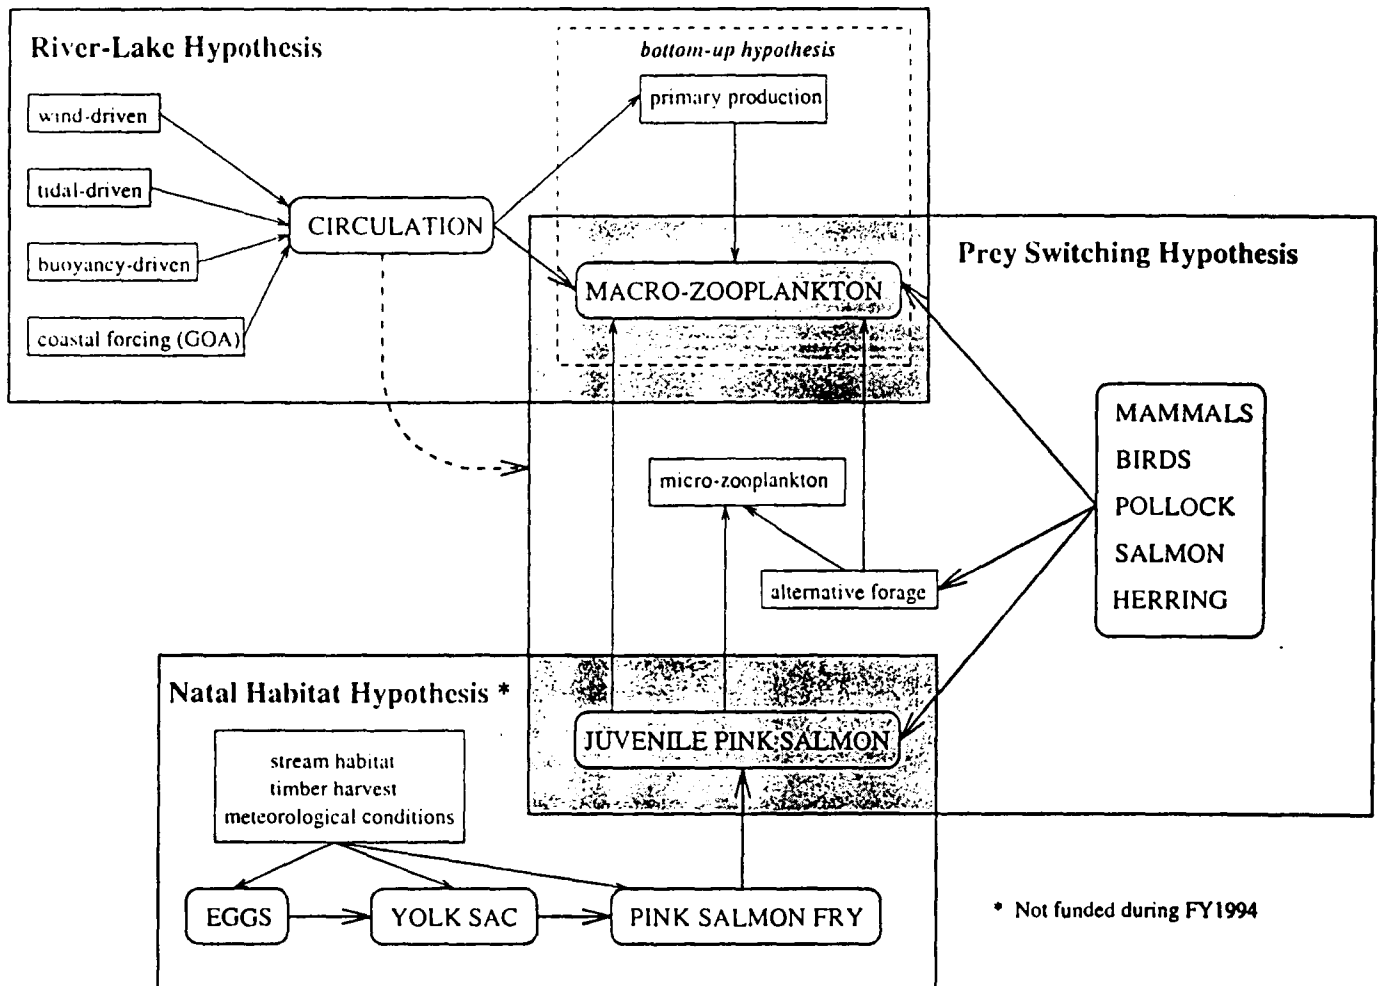 River-Lake Hypothesis
bottom-up hypothesis
wind-driven
primary production
tidal-driven
CIRCULATION
buoyancy-driven
coastal forcing (GOA)
MACRO-ZOOPLANKTON
Prey Switching Hypothesis
MAMMALS
BIRDS
POLLOCK
SALMON
HERRING
micro-zooplankton
alternative forage
Natal Habitat Hypothesis *
JUVENILE PINK SALMON
stream habitat
timber harvest
meteorological conditions
EGGS
YOLK SAC
PINK SALMON FRY
* Not funded during FY1994